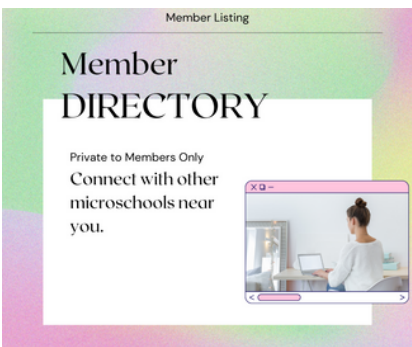 Member Listing
Member
DIRECTORY
Private to Members Only
Connect with other
microschools near
you.